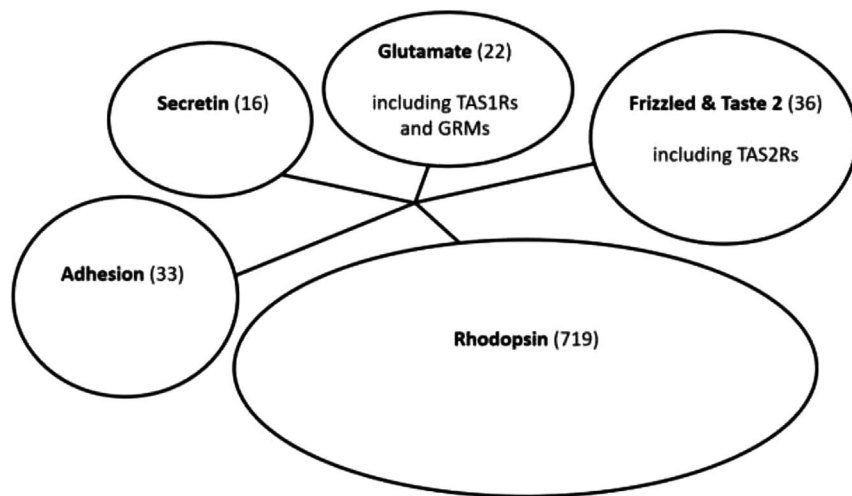 Glutamate (22)
including TAS1Rs
and GRMs
Secretin (16)
Frizzled & Taste 2 (36)
including TAS2Rs
Adhesion (33)
Rhodopsin (719)